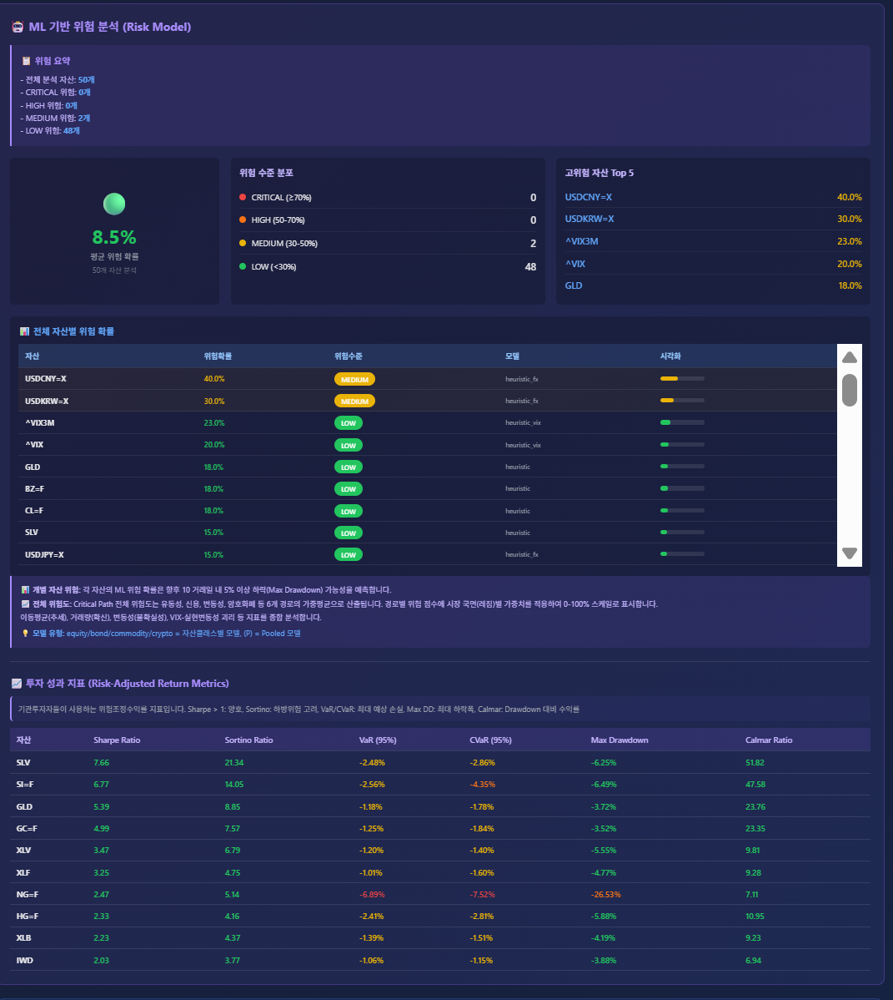 ML 기반 위험 분석 (Risk Model)
위험 요약
- 전체 분석 자산: 50개
- CRITICAL 위험: 0개
- HIGH 위험: 0개
- MEDIUM 위험: 2개
- LOW 위험: 48개
8.5%
평균 위험 확률
50개 자산 분석
위험 수준 분포
CRITICAL (≥70%) 0
HIGH (50-70%) 0
MEDIUM (30-50%) 2
LOW (<30%) 48
고위험 자산 Top 5
USDCNY=X 40.0%
USDKRW=X 30.0%
^VIX3M 23.0%
^VIX 20.0%
GLD 18.0%
전체 자산별 위험 확률
자산 위험확률 위험수준 모델 시각화
USDCNY=X 40.0% MEDIUM heuristic_fx
USDKRW=X 30.0% MEDIUM heuristic_fx
^VIX3M 23.0% LOW heuristic_vix
^VIX 20.0% LOW heuristic_vix
GLD 18.0% LOW heuristic
BZ=F 18.0% LOW heuristic
CL=F 18.0% LOW heuristic
SLV 15.0% LOW heuristic
USDJPY=X 15.0% LOW heuristic_fx
개별 자산 위험: 각 자산의 ML 위험 확률은 향후 10 거래일 내 5% 이상 하락(Max Drawdown) 가능성을 예측합니다.
전체 위험도: Critical Path 전체 위험도는 유동성, 신용, 변동성, 암호화폐 등 6개 경로의 가중평균으로 산출됩니다. 경로별 위험 점수에 시장 국면(레짐)별 가중치를 적용하여 0-100% 스케일로 표시합니다.
이동평균(추세), 거래량(확신), 변동성(불확실성), VIX-실현변동성 괴리 등 지표를 종합 분석합니다.
모델 유형: equity/bond/commodity/crypto = 자산클래스별 모델, (P) = Pooled 모델
투자 성과 지표 (Risk-Adjusted Return Metrics)
기관투자자들이 사용하는 위험조정수익률 지표입니다. Sharpe > 1: 양호, Sortino: 하방위험 고려, VaR/CVaR: 최대 예상 손실, Max DD: 최대 하락폭, Calmar: Drawdown 대비 수익률
자산 Sharpe Ratio Sortino Ratio VaR (95%) CVaR (95%) Max Drawdown Calmar Ratio
SLV 7.66 21.34 -2.48% -2.86% -6.25% 51.82
SI=F 6.77 14.05 -2.56% -4.35% -6.49% 47.58
GLD 5.39 8.85 -1.18% -1.78% -3.72% 23.76
GC=F 4.99 7.57 -1.25% -1.84% -3.52% 23.35
XLV 3.47 6.79 -1.20% -1.40% -5.55% 9.81
XLF 3.25 4.75 -1.01% -1.60% -4.77% 9.28
NG=F 2.47 5.14 -6.89% -7.52% -26.53% 7.11
HG=F 2.33 4.16 -2.41% -2.81% -5.88% 10.95
XLB 2.23 4.37 -1.39% -1.51% -4.19% 9.23
IWD 2.03 3.77 -1.06% -1.15% -3.88% 6.94